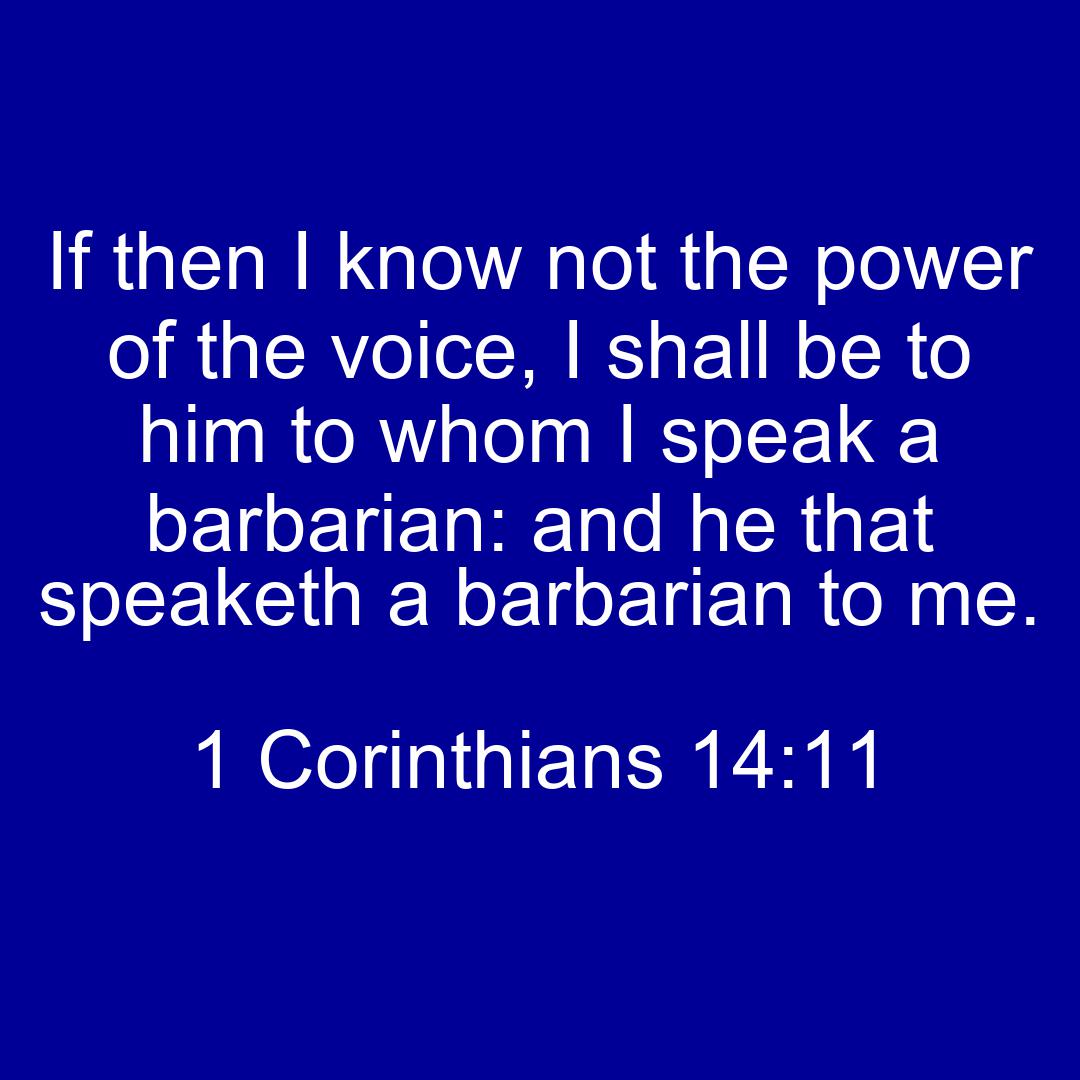 If then I know not the power
of the voice, I shall be to
him to whom I speak a
barbarian: and he that
speaketh a barbarian to me.
1 Corinthians 14:11